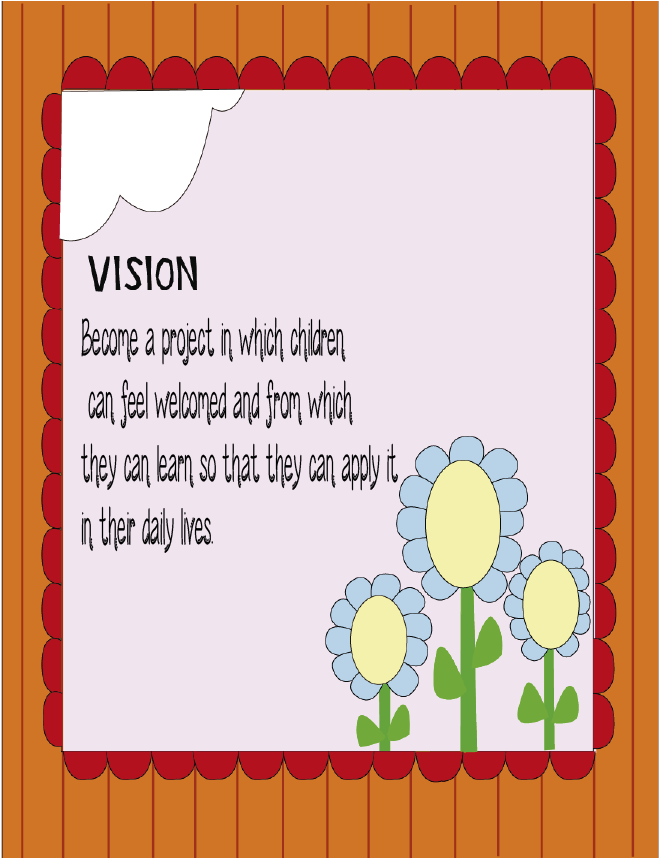 VISION
Become a project in which children
can feel welcomed and from which
they can learn so that they can apply it
in their daily lives.